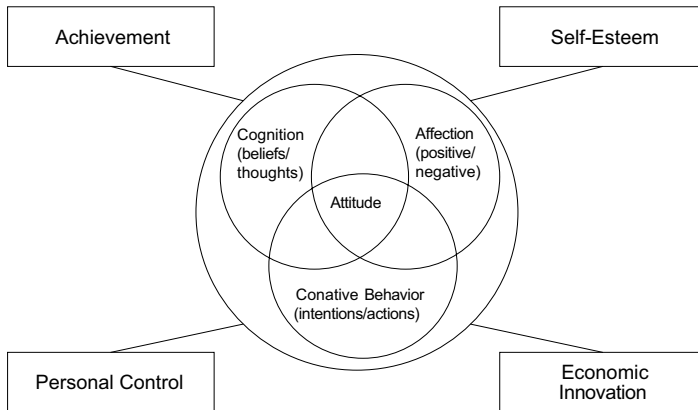 Achievement
Self-Esteem
Cognition
(beliefs/
thoughts)
Affection
(positive/
negative)
Attitude
Conative Behavior
(intentions/actions)
Personal Control
Economic
Innovation